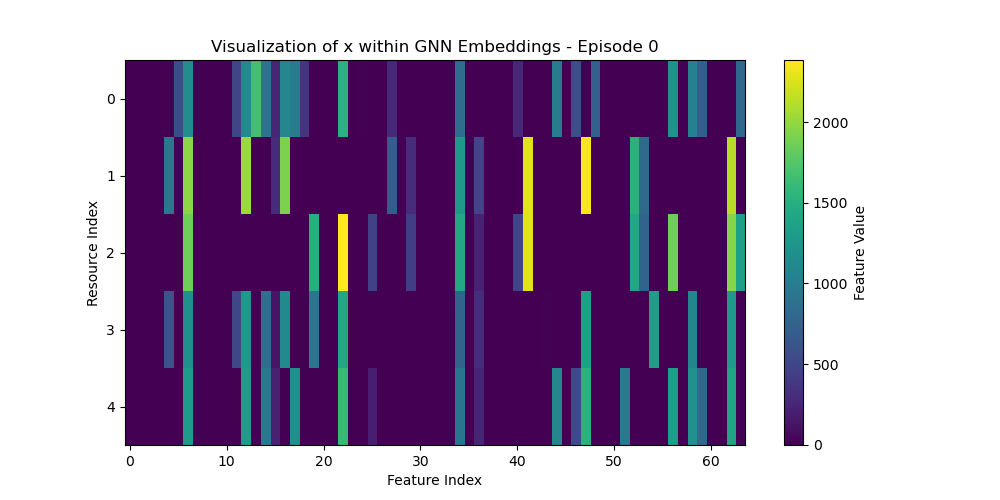 Visualization of x within GNN Embeddings - Episode 0
Resource Index
0
1
2
3
4
0 10 20 30 40 50 60
Feature Index
2000
1500
1000
500
0
Feature Value